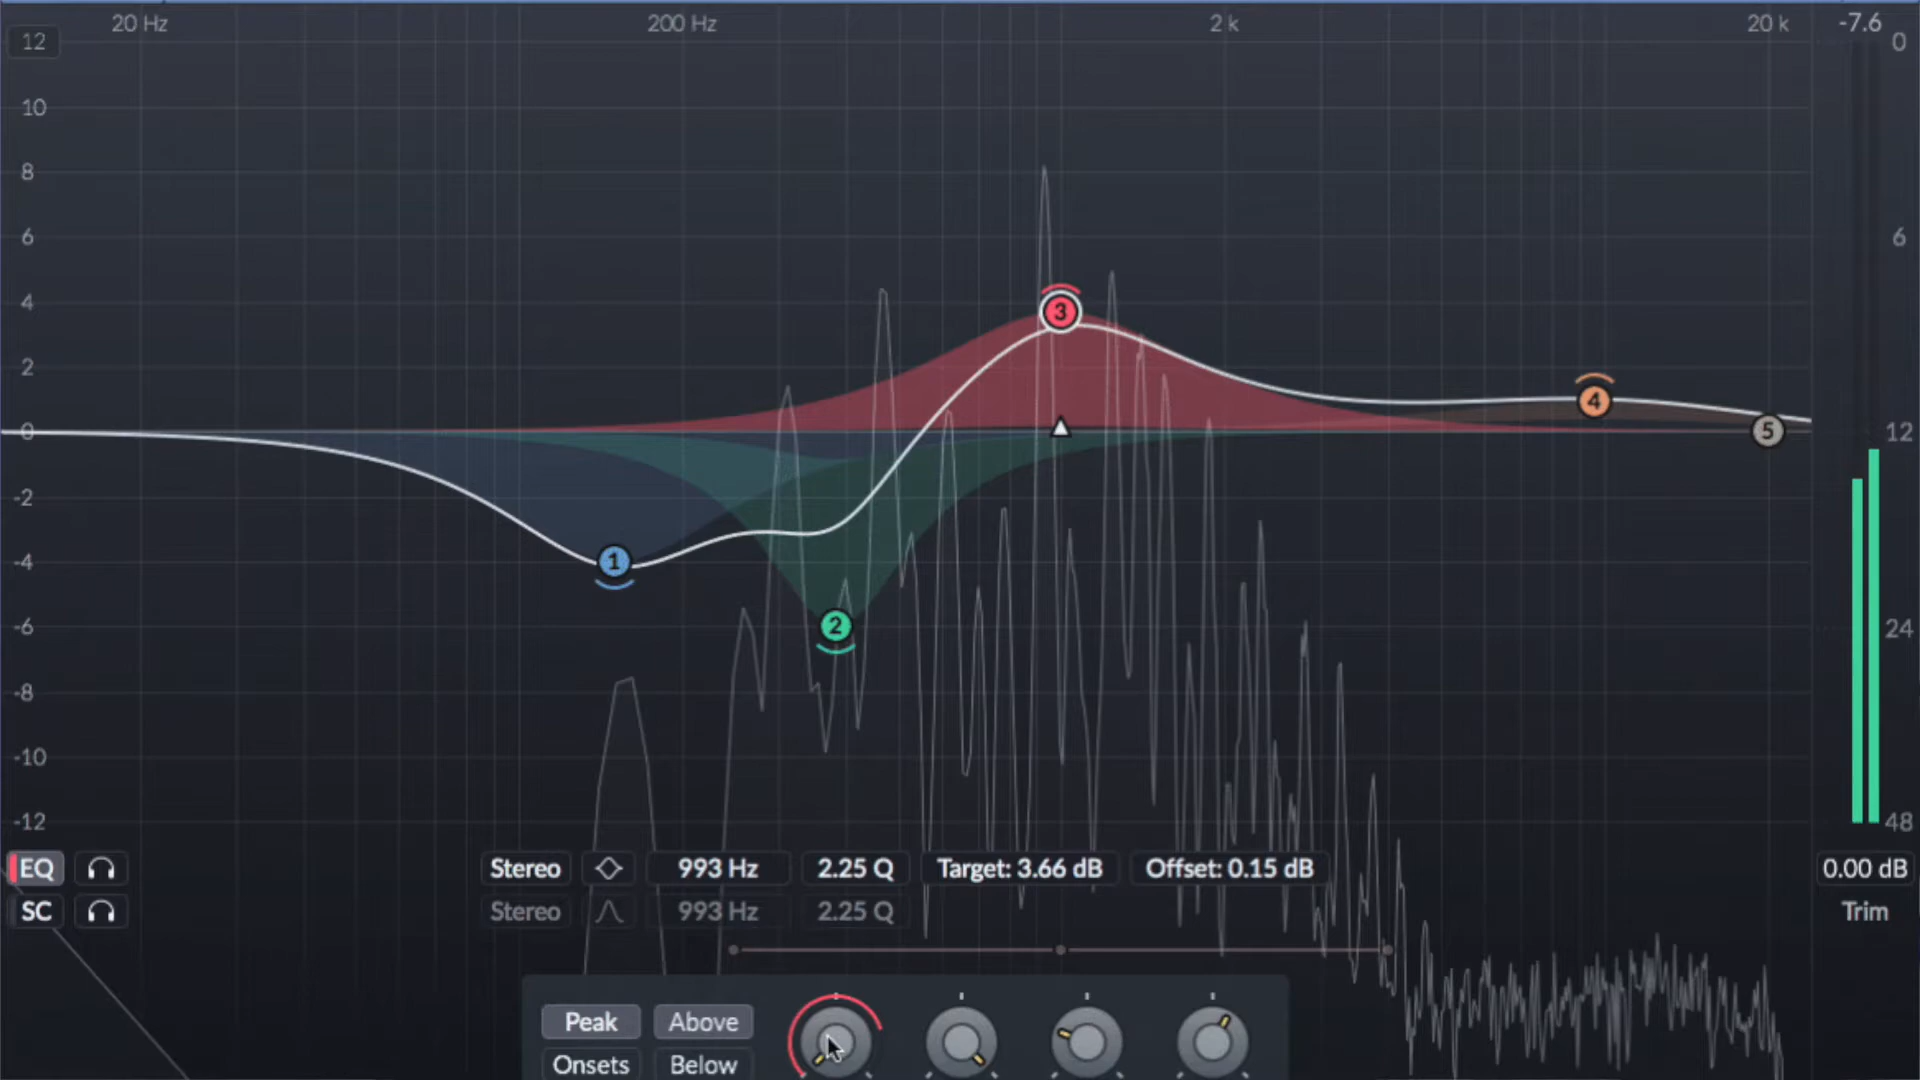 20 Hz 200 Hz 2 k 20 k -7.6
12 0
10
8
6 6
4
3
2
4
0 5 12
-2
-4 1
-6 2 24
-8
-10
-12 48
EQ Stereo 993 Hz 2.25 Q Target: 3.66 dB Offset: 0.15 dB 0.00 dB
SC Stereo 993 Hz 2.25 Q Trim
Peak Above
Onsets Below